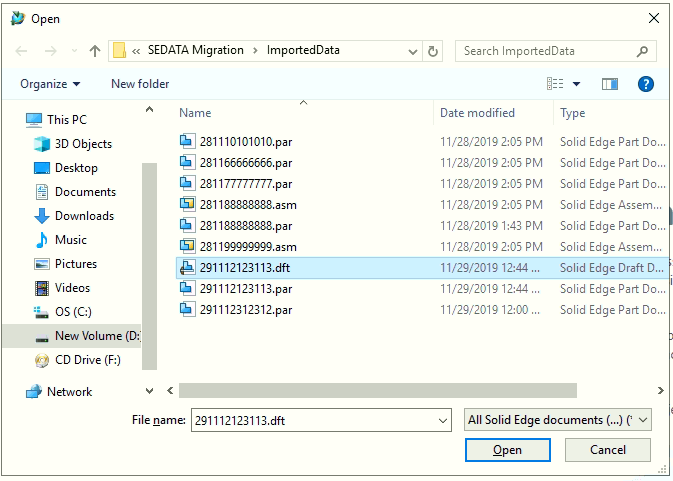 Open
« SEDATA Migration › ImportedData
Search ImportedData
Organize
New folder
This PC
3D Objects
Desktop
Documents
Downloads
Music
Pictures
Videos
OS (C:)
New Volume (D:
CD Drive (F:)
Network
Name Date modified Type
281110101010.par 11/28/2019 2:05 PM Solid Edge Part Do...
281166666666.par 11/28/2019 2:05 PM Solid Edge Part Do...
281177777777.par 11/28/2019 2:05 PM Solid Edge Part Do...
281188888888.asm 11/28/2019 2:05 PM Solid Edge Assem...
281188888888.par 11/28/2019 1:43 PM Solid Edge Part Do...
281199999999.asm 11/28/2019 2:05 PM Solid Edge Assem...
291112123113.dft 11/29/2019 12:44 ... Solid Edge Draft D...
291112123113.par 11/29/2019 12:44 ... Solid Edge Part Do...
291112312312.par 11/29/2019 12:00 ... Solid Edge Part Do...
File name: 291112123113.dft
All Solid Edge documents (...) (*
Open
Cancel